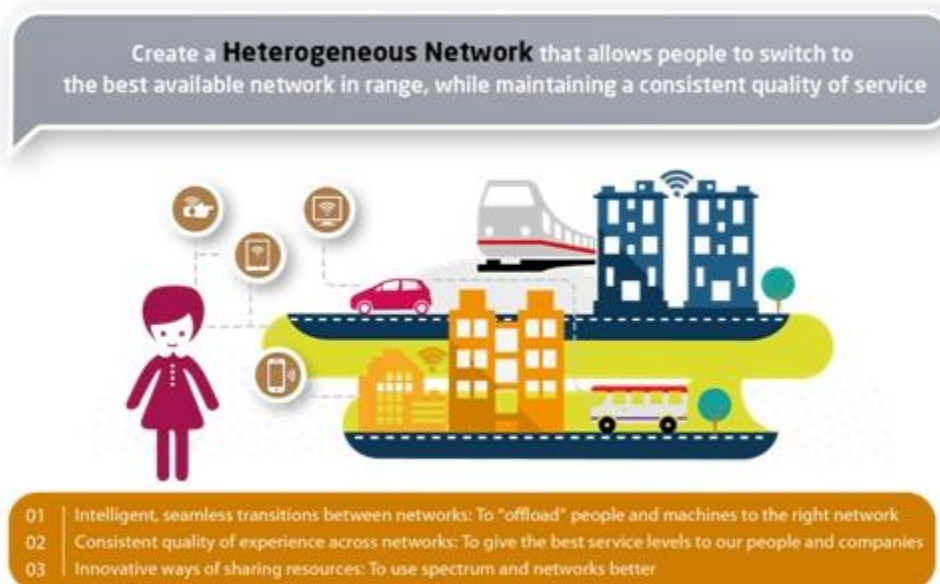 Create a Heterogeneous Network that allows people to switch to
the best available network in range, while maintaining a consistent quality of service
01 Intelligent, seamless transitions between networks: To "offload" people and machines to the right network
02 Consistent quality of experience across networks: To give the best service levels to our people and companies
03 Innovative ways of sharing resources: To use spectrum and networks better